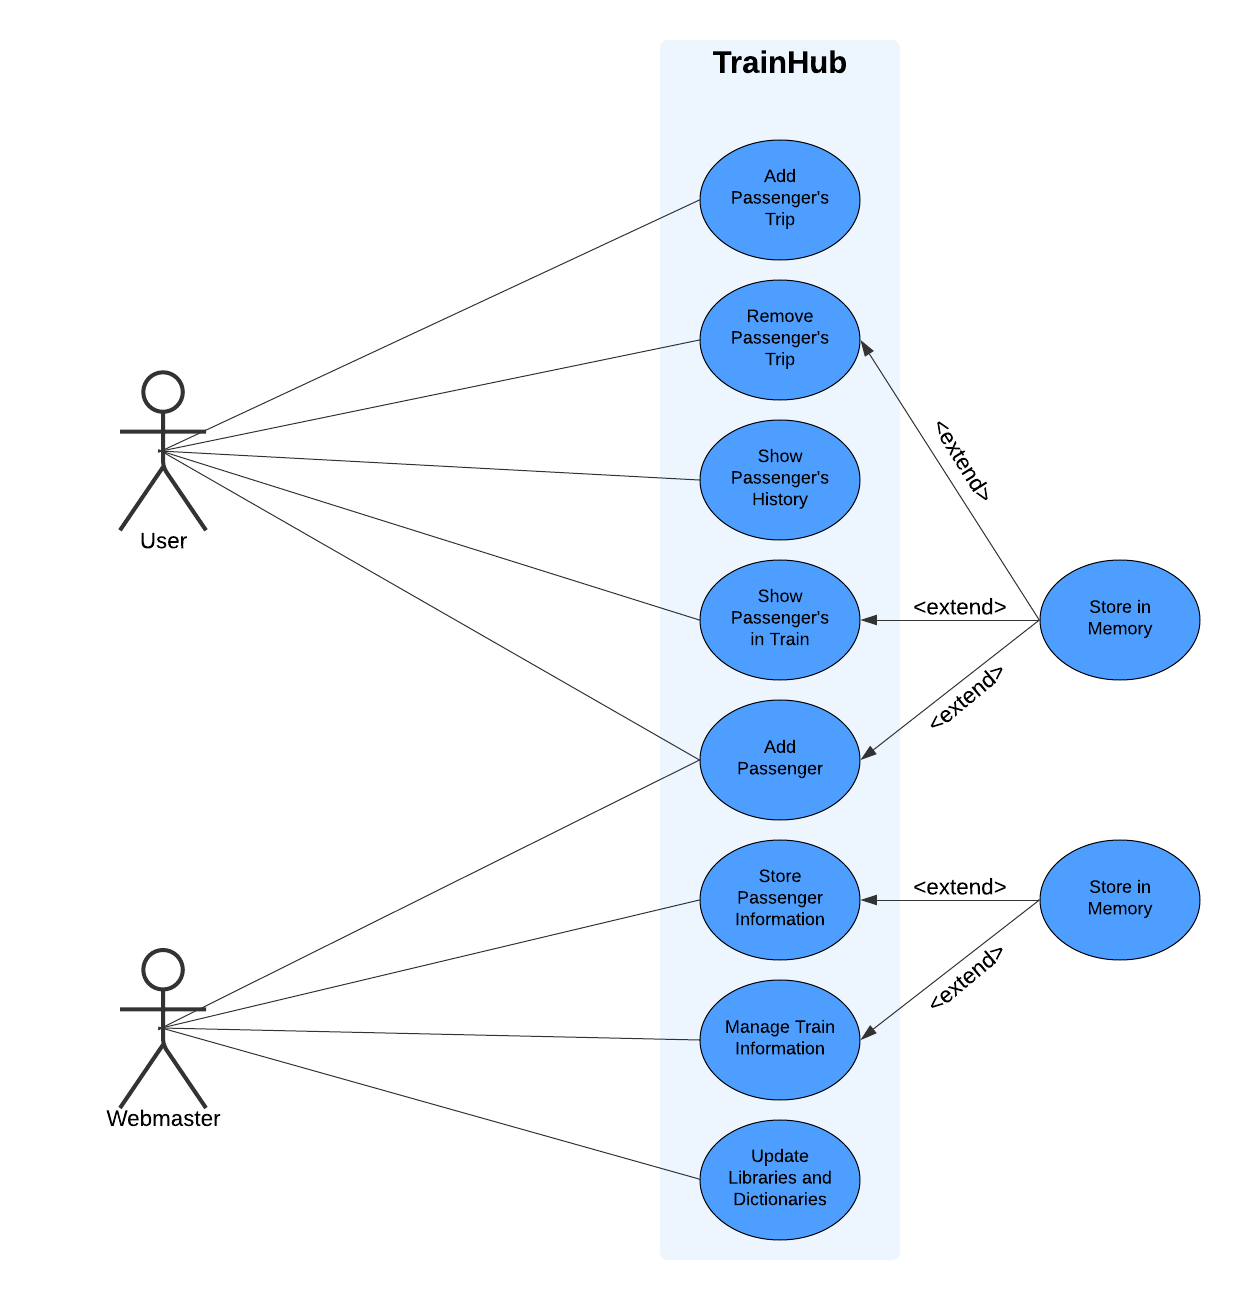 TrainHub
Add
Passenger's
Trip
Remove
Passenger's
Trip
<extend>
Show
Passenger's
History
User
Show
Passenger's
in Train
<extend>
Store in
Memory
<extend>
Add
Passenger
Store
Passenger
Information
<extend>
Store in
Memory
<extend>
Manage Train
Information
Webmaster
Update
Libraries and
Dictionaries